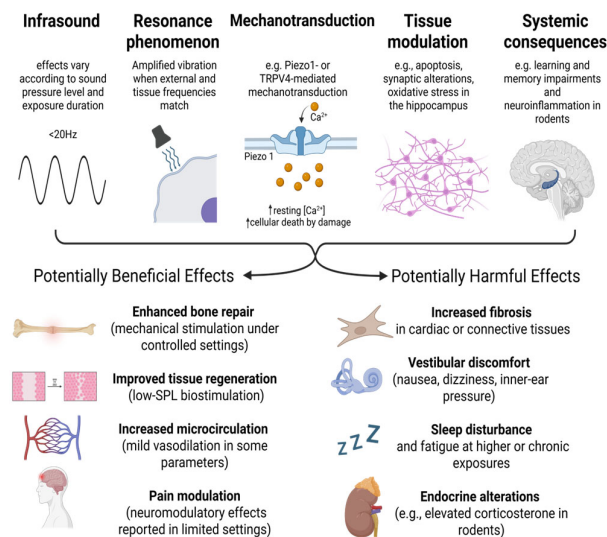 Infrasound
effects vary
according to sound
pressure level and
exposure duration
<20Hz
Resonance
phenomenon
Amplified vibration
when external and
tissue frequencies
match
Mechanotransduction
e.g. Piezo1- or
TRPV4-mediated
mechanotransduction
Ca²⁺
Piezo 1
↑resting [Ca²⁺]
↑cellular death by damage
Tissue
modulation
e.g., apoptosis,
synaptic alterations,
oxidative stress in
the hippocampus
Systemic
consequences
e.g. learning and
memory impairments
and
neuroinflammation in
rodents
Potentially Beneficial Effects
Enhanced bone repair
(mechanical stimulation under
controlled settings)
Improved tissue regeneration
(low-SPL biostimulation)
Increased microcirculation
(mild vasodilation in some
parameters)
Pain modulation
(neuromodulatory effects
reported in limited settings)
Potentially Harmful Effects
Increased fibrosis
in cardiac or connective tissues
Vestibular discomfort
(nausea, dizziness, inner-ear
pressure)
zzZ
Sleep disturbance
and fatigue at higher or chronic
exposures
Endocrine alterations
(e.g., elevated corticosterone in
rodents)